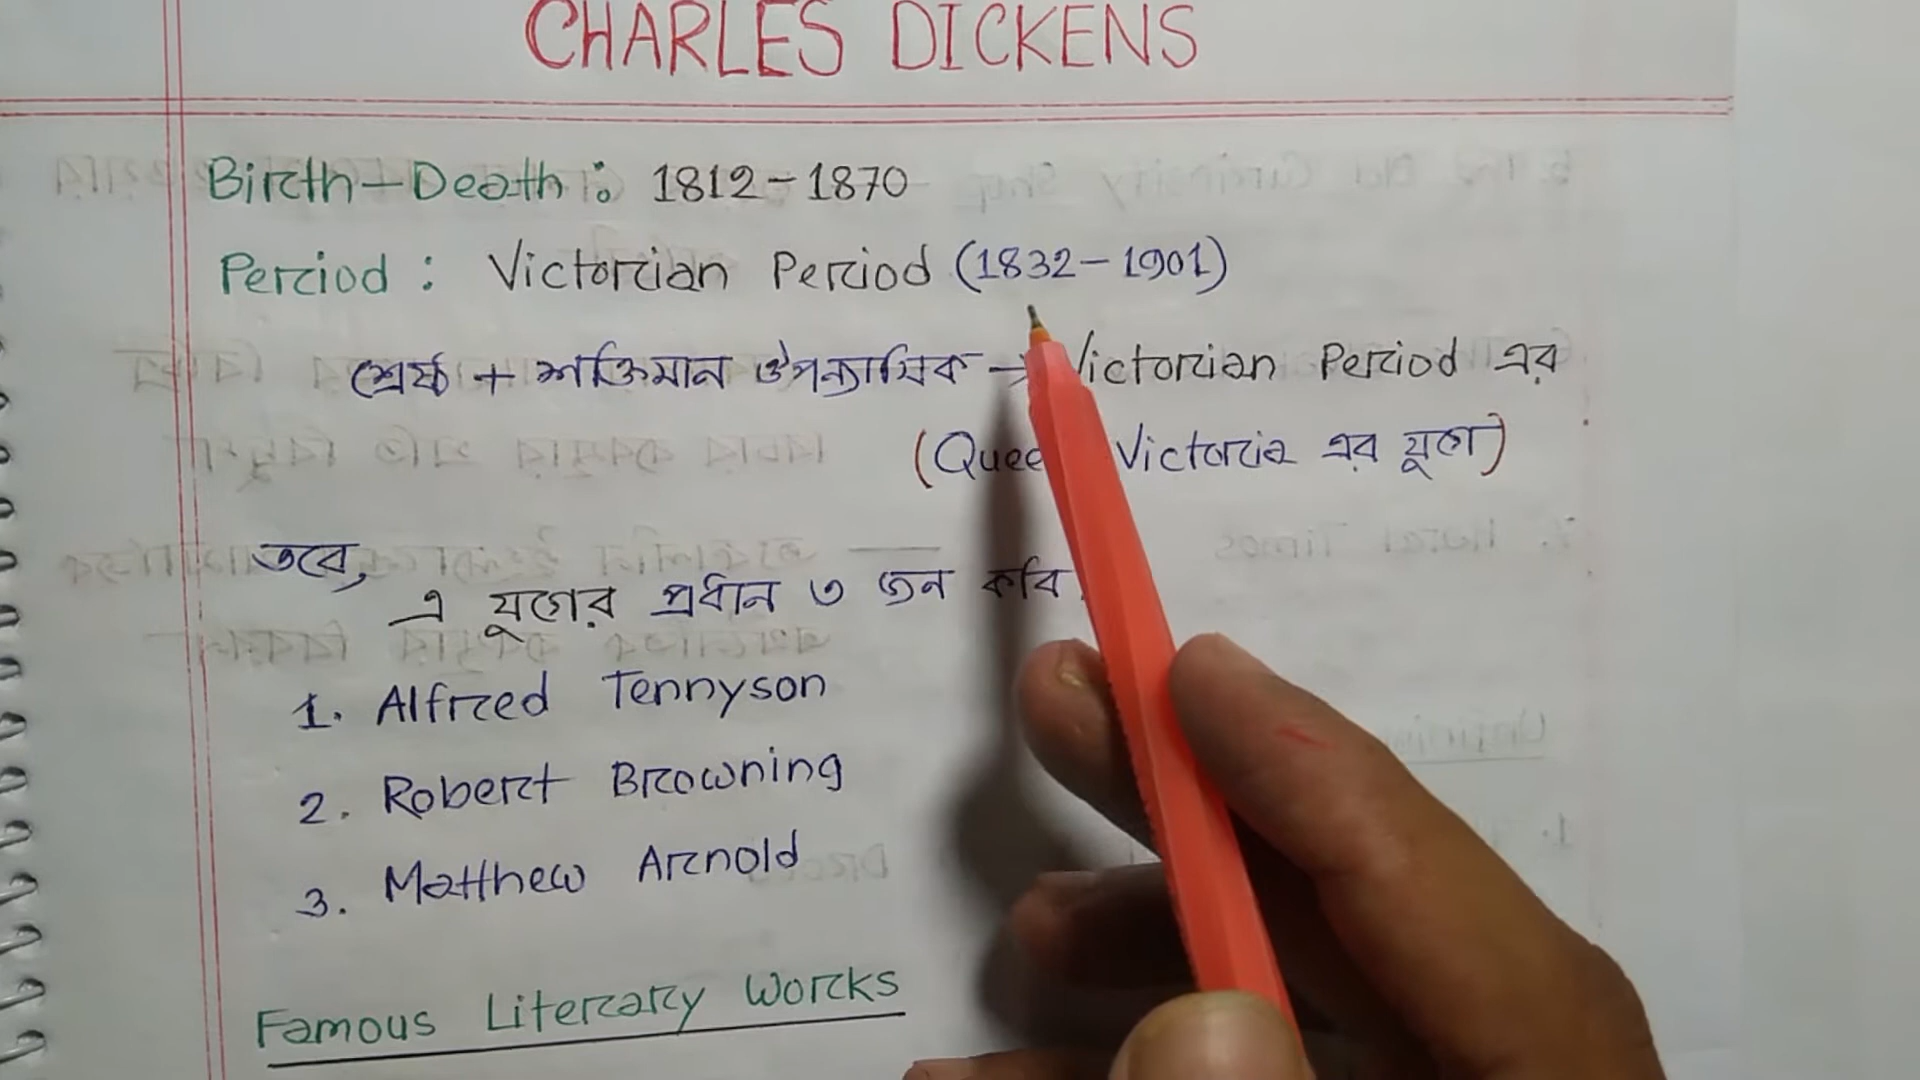 CHARLES DICKENS
Birth-Death: 1812-1870
Period: Victorian Period (1832-1901)
শ্রেষ্ঠ + শক্তিমান ঔপন্যাসিক → Victorian Period এর
(Queen Victoria এর যুগে)
তবে,
এ যুগের প্রধান ৩ জন কবি
1. Alfred Tennyson
2. Robert Browning
3. Matthew Arnold
Famous Literary Works